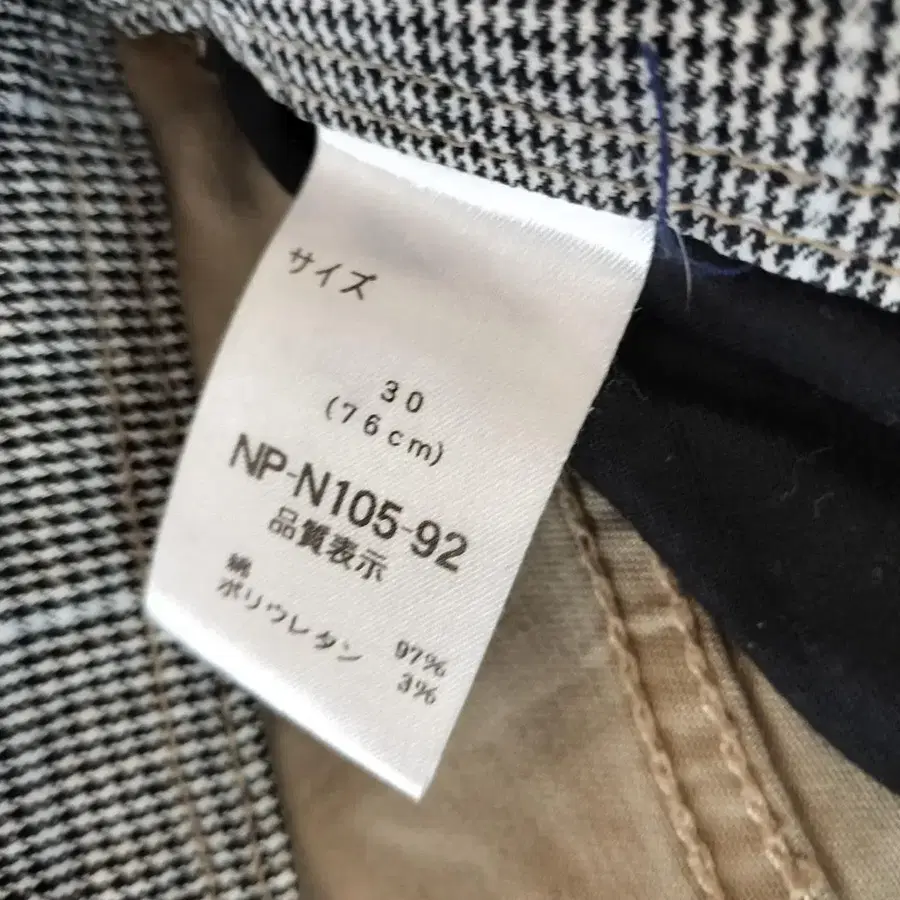 サイズ
30
(76cm)
NP-N105-92
品質表示
綿 97%
ポリウレタン 3%